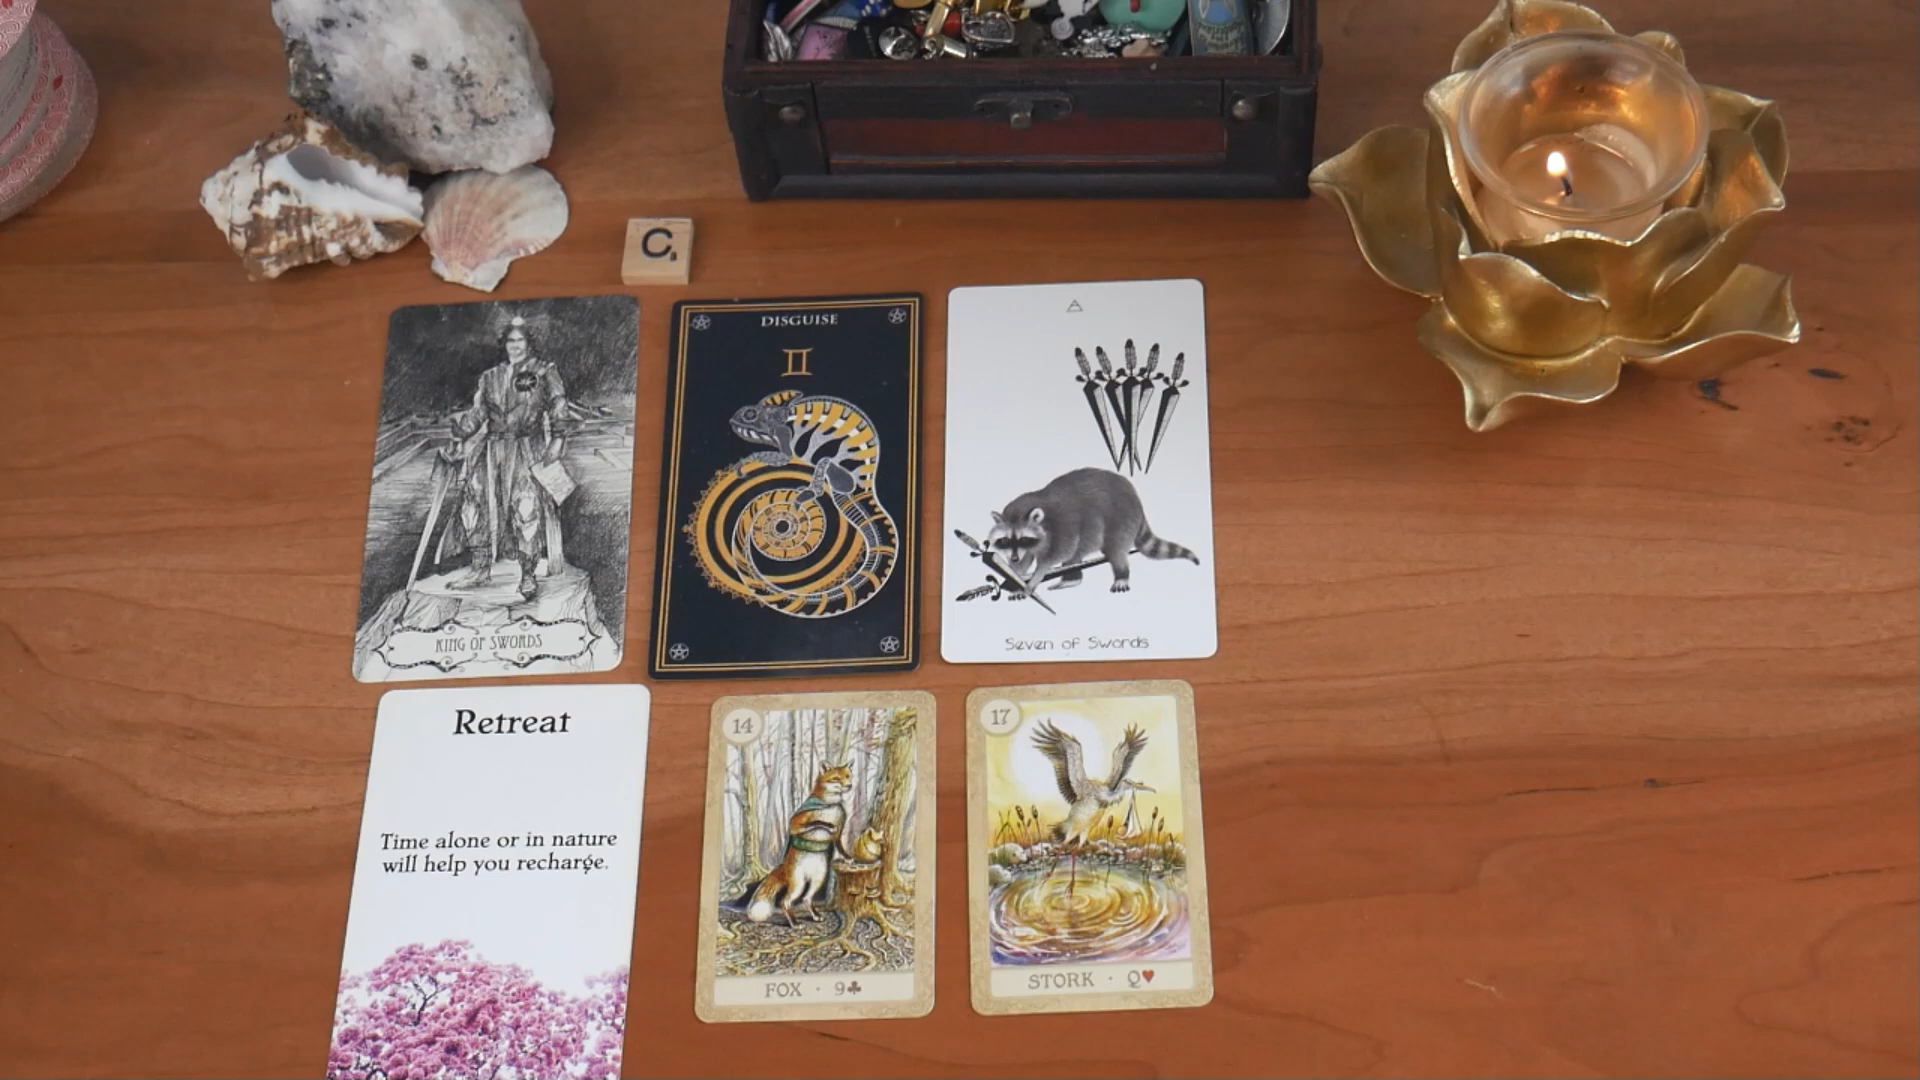 C
DISGUISE
KING OF SWORDS
Seven of Swords
Retreat
Time alone or in nature
will help you recharge.
14
FOX · 9♣
17
STORK · Q♥